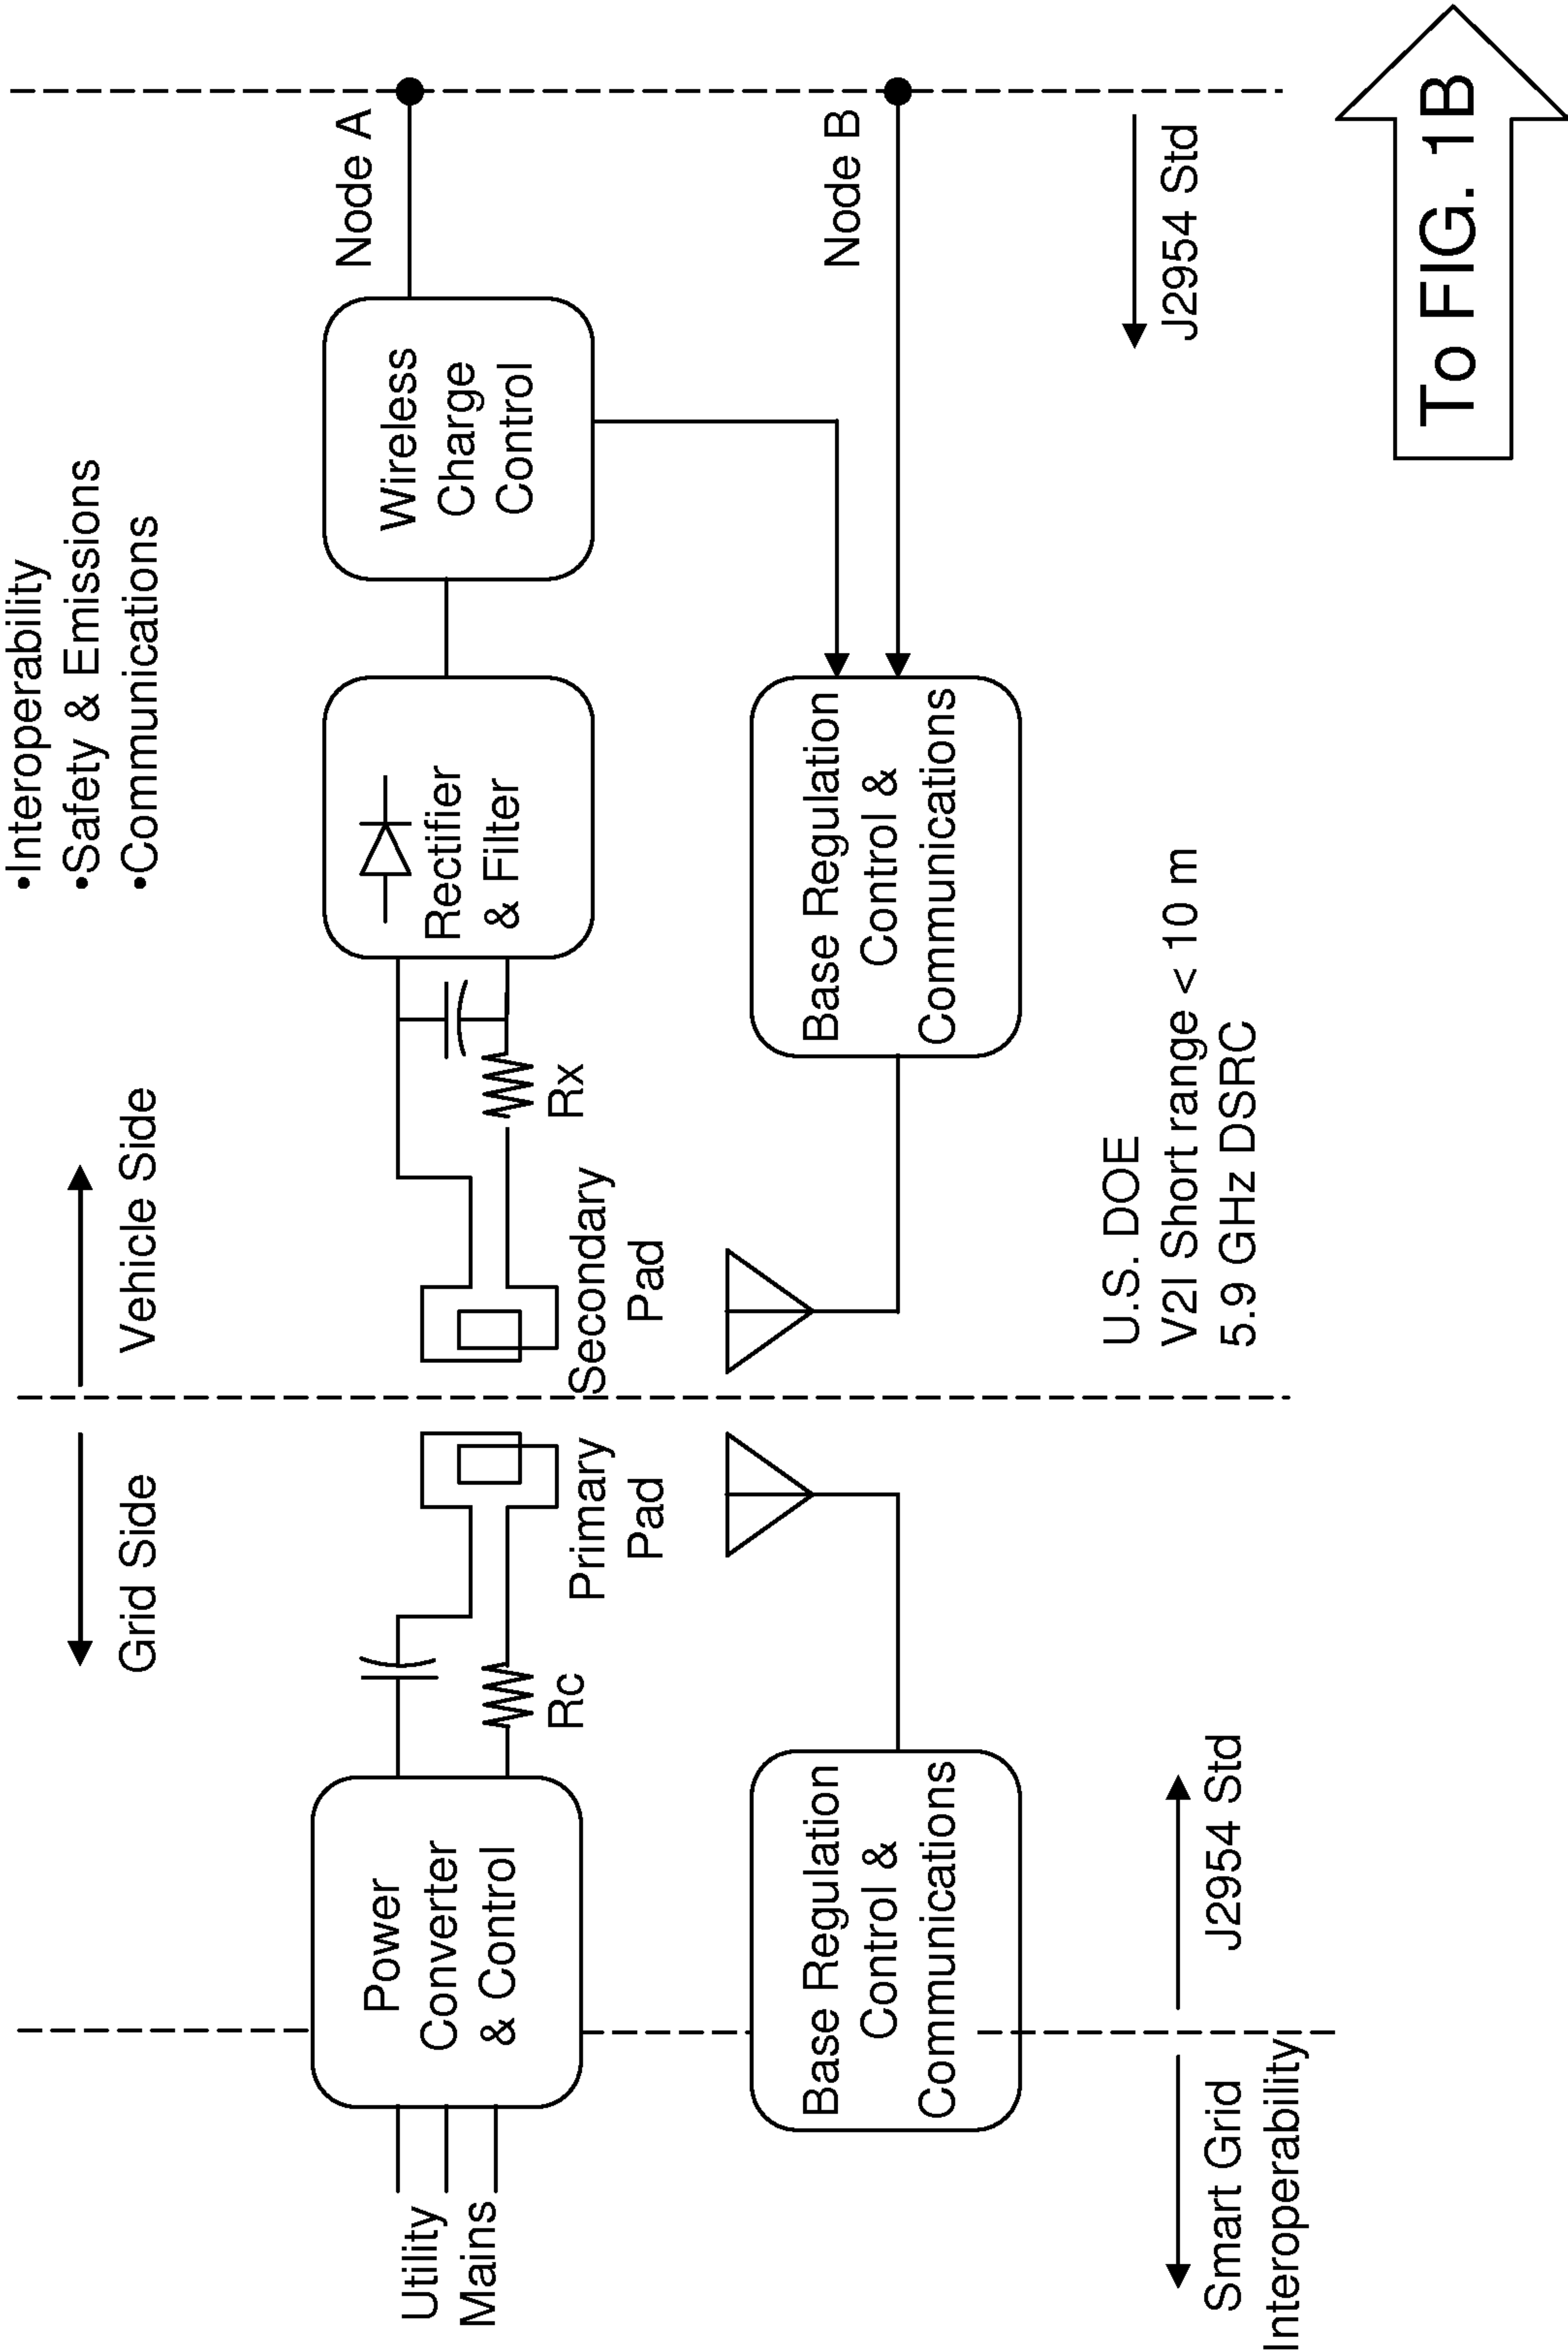 •Interoperability
•Safety & Emissions
•Communications
Grid Side
Vehicle Side
Utility
Mains
Power
Converter
& Control
Rc
Primary
Pad
Secondary
Pad
Rx
Rectifier
& Filter
Wireless
Charge
Control
Node A
Base Regulation
Control &
Communications
Base Regulation
Control &
Communications
Node B
Smart Grid
Interoperability
J2954 Std
U.S. DOE
V2I Short range < 10 m
5.9 GHz DSRC
J2954 Std
To FIG. 1B